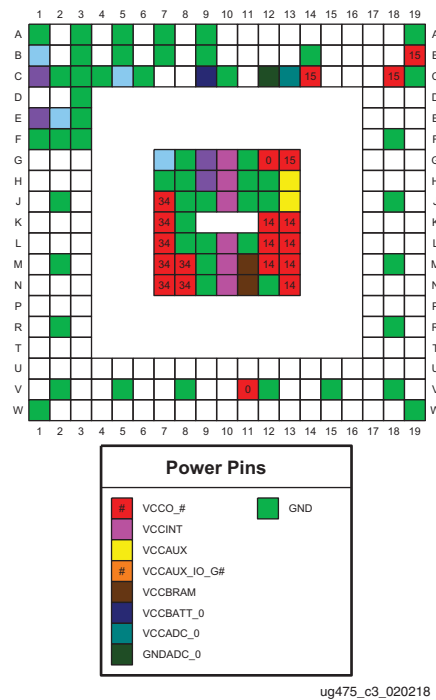 1 2 3 4 5 6 7 8 9 10 11 12 13 14 15 16 17 18 19
A A
B 15 B
C 15 15 C
D D
E E
F F
G 0 15 G
H H
J 34 J
K 34 14 14 K
L 34 14 14 L
M 34 34 14 14 M
N 34 34 14 N
P P
R R
T T
U U
V 0 V
W W
1 2 3 4 5 6 7 8 9 10 11 12 13 14 15 16 17 18 19
Power Pins
# VCCO_# GND
VCCINT
VCCAUX
# VCCAUX_IO_G#
VCCBRAM
VCCBATT_0
VCCADC_0
GNDADC_0
ug475_c3_020218